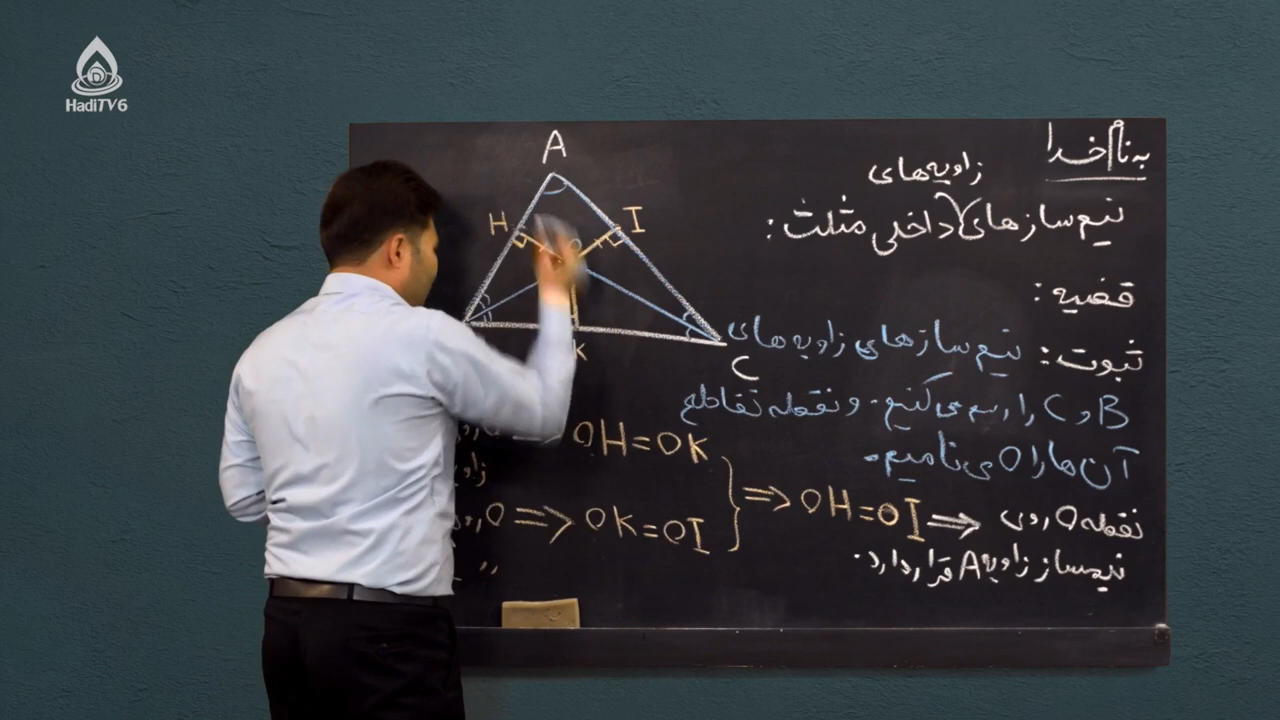 HadiTV6
به نام خدا
زاویه‌های
نیم سازهای داخلی مثلث :
قضیه :
ثبوت : نیم سازهای زاویه های
B و C را رسم می کنیم. و نقطه تقاطع
آن ها را O می نامیم.
نقطه O روی
نیمساز زاویه A قرار دارد.
A
H
I
K
C
OH=OK
O روی => OK=OI
} => OH=OI =>